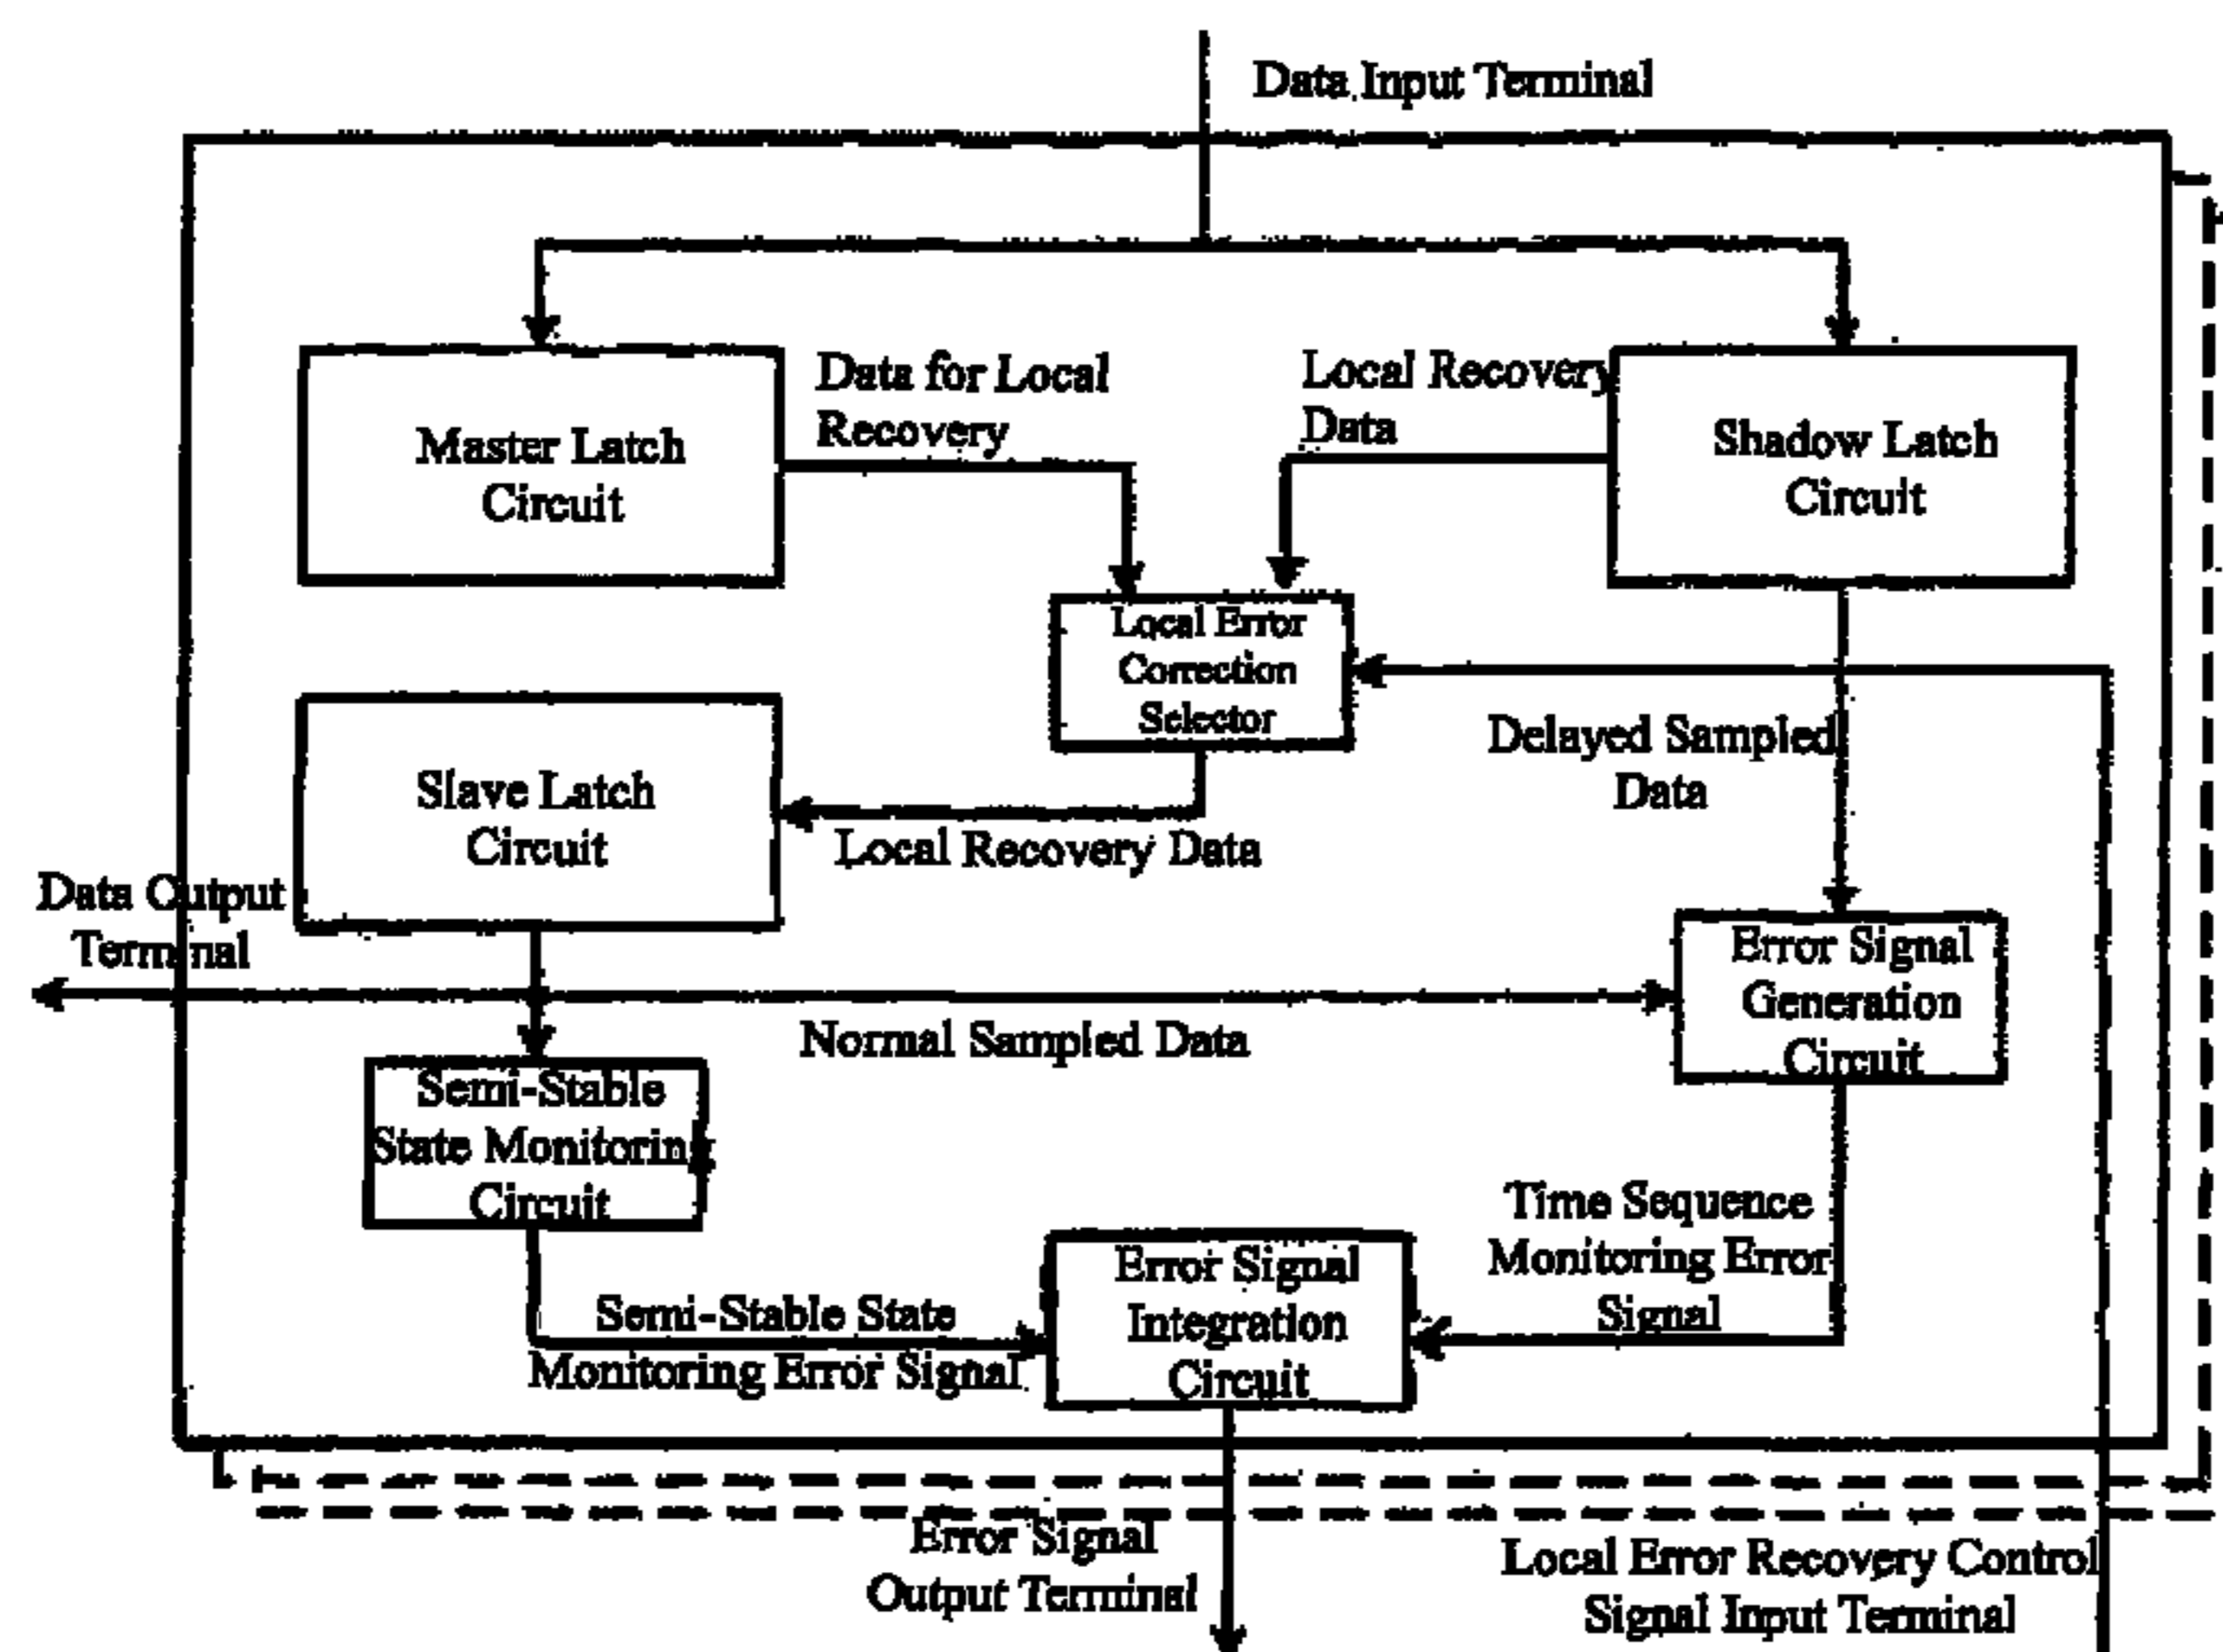 Data Input Terminal
Data for Local
Recovery
Local Recovery
Data
Master Latch
Circuit
Shadow Latch
Circuit
Local Error
Correction
Selector
Delayed Sampled
Data
Slave Latch
Circuit
Local Recovery Data
Data Output
Terminal
Error Signal
Generation
Circuit
Normal Sampled Data
Semi-Stable
State Monitoring
Circuit
Time Sequence
Monitoring Error
Signal
Error Signal
Integration
Circuit
Semi-Stable State
Monitoring Error Signal
Error Signal
Output Terminal
Local Error Recovery Control
Signal Input Terminal